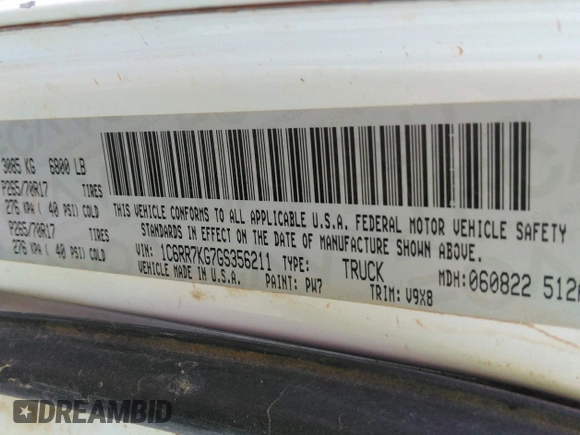 3085 KG 6800 LB
P265/70R17 TIRES
276 KPA ( 40 PSI) COLD
P265/70R17 TIRES
276 KPA ( 40 PSI) COLD
THIS VEHICLE CONFORMS TO ALL APPLICABLE U.S.A. FEDERAL MOTOR VEHICLE SAFETY
STANDARDS IN EFFECT ON THE DATE OF MANUFACTURE SHOWN ABOVE.
VIN: 1C6RR7KG7GS356211 TYPE: TRUCK MDH: 060822 512
VEHICLE MADE IN U.S.A. PAINT: PW7 TRIM: V9X8
DREAMBID